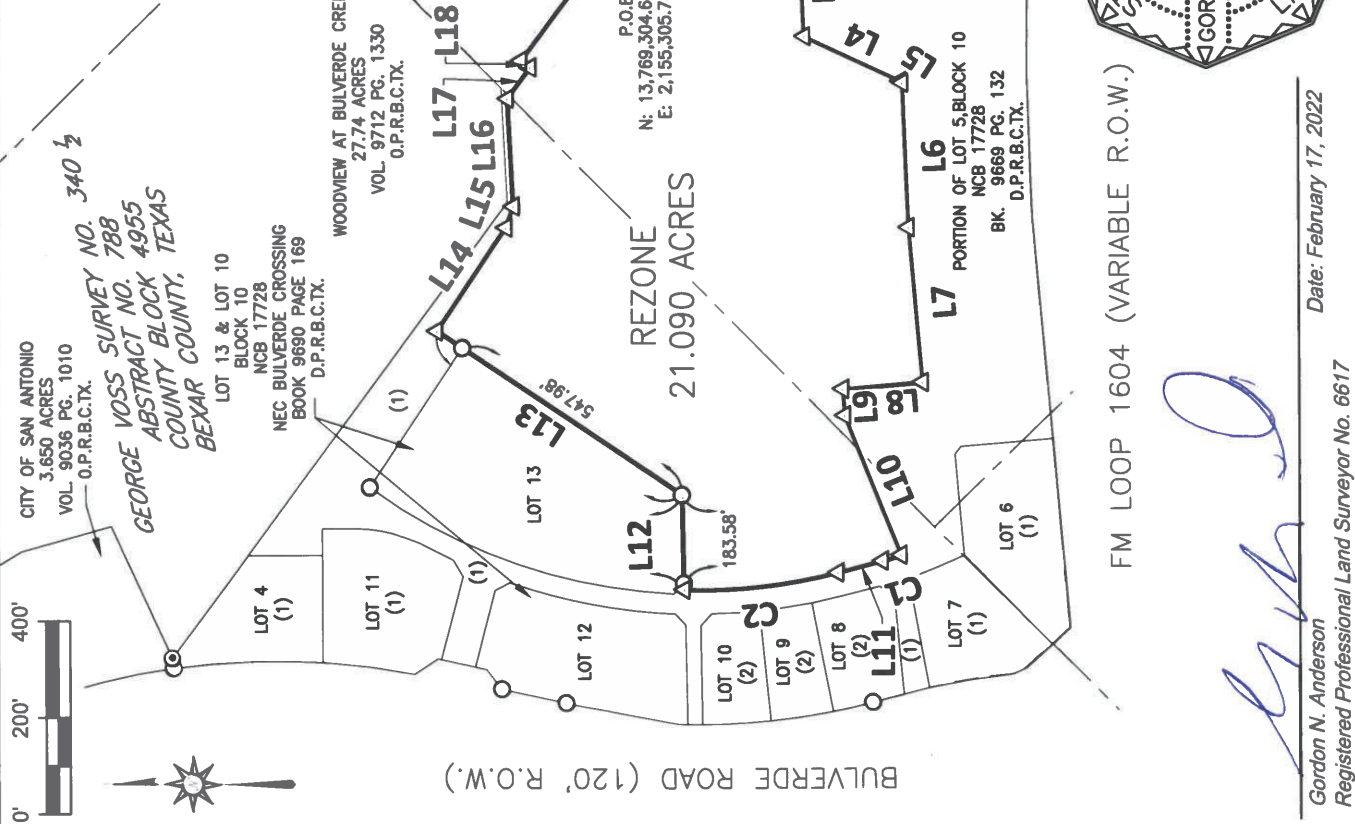 0' 200' 400'
CITY OF SAN ANTONIO
3.650 ACRES
VOL. 9036 PG. 1010
O.P.R.B.C.TX.
GEORGE VOSS SURVEY NO. 340 ½
ABSTRACT NO. 788
COUNTY BLOCK 4955
BEXAR COUNTY, TEXAS
LOT 13 & LOT 10
BLOCK 10
NCB 17728
NEC BULVERDE CROSSING
BOOK 9690 PAGE 169
D.P.R.B.C.TX.
WOODVIEW AT BULVERDE CREE
27.74 ACRES
VOL. 9712 PG. 1330
O.P.R.B.C.TX.
L18
L17
L16
L15
L14
(1)
L13
547.98'
LOT 13
L12
183.58'
REZONE
21.090 ACRES
P.O.B
N: 13,769,304.6
E: 2,155,305.7
L4
L5
L6
PORTION OF LOT 5,BLOCK 10
NCB 17728
BK. 9669 PG. 132
D.P.R.B.C.TX.
L7
L8
L9
L10
C1
L11
C2
LOT 4
(1)
LOT 11
(1)
(1)
LOT 12
LOT 10
(2)
LOT 9
(2)
LOT 8
(2)
(1)
LOT 7
(1)
LOT 6
(1)
BULVERDE ROAD (120' R.O.W.)
FM LOOP 1604 (VARIABLE R.O.W.)
GOR
Gordon N. Anderson
Date: February 17, 2022
Registered Professional Land Surveyor No. 6617